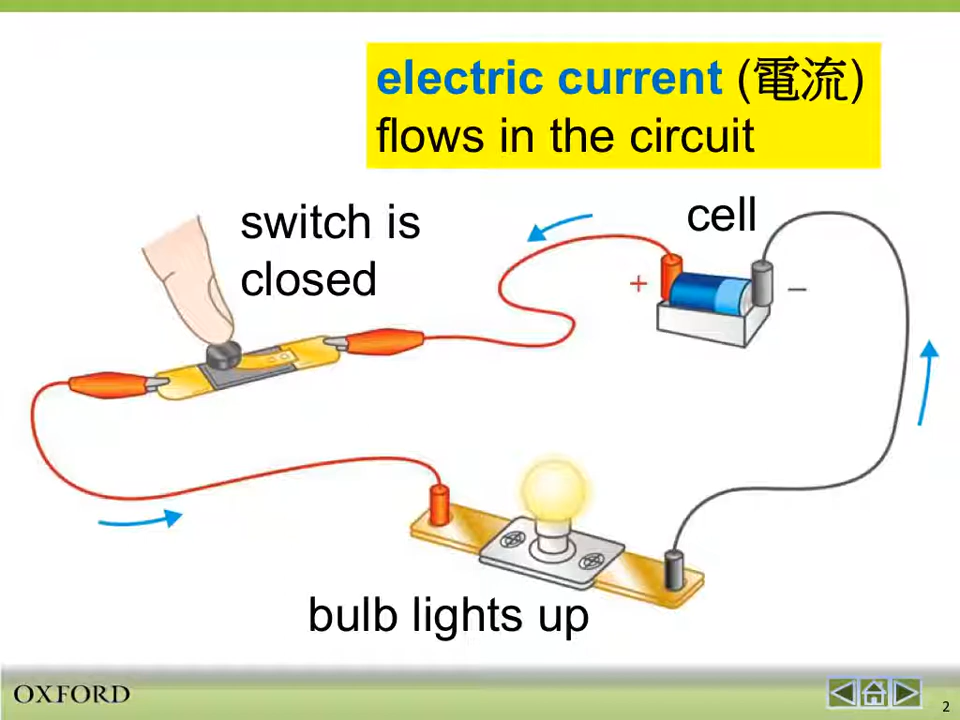 electric current (電流)
flows in the circuit
switch is
closed
cell
+
–
bulb lights up
OXFORD
2